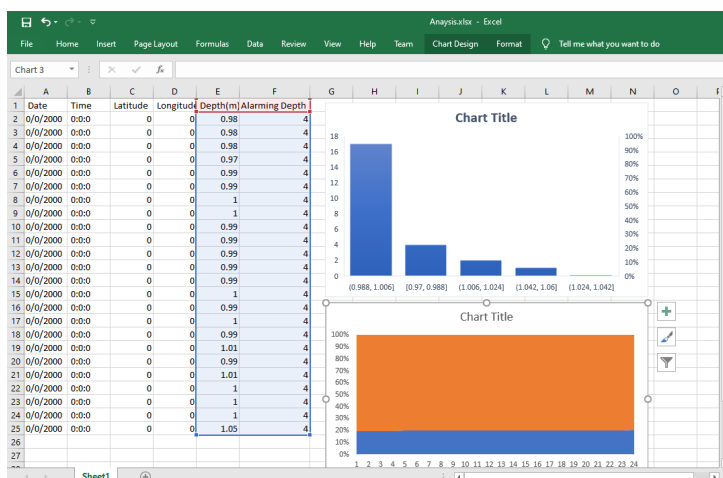 Anaysis.xlsx - Excel
File Home Insert Page Layout Formulas Data Review View Help Team Chart Design Format Tell me what you want to do
Chart 3 fx
A B C D E F G H I J K L M N O
1 Date Time Latitude Longitude Depth(m) Alarming Depth
2 0/0/2000 0:0:0 0 0 0.98 4
3 0/0/2000 0:0:0 0 0 0.98 4
4 0/0/2000 0:0:0 0 0 0.98 4
5 0/0/2000 0:0:0 0 0 0.97 4
6 0/0/2000 0:0:0 0 0 0.99 4
7 0/0/2000 0:0:0 0 0 0.99 4
8 0/0/2000 0:0:0 0 0 1 4
9 0/0/2000 0:0:0 0 0 1 4
10 0/0/2000 0:0:0 0 0 0.99 4
11 0/0/2000 0:0:0 0 0 0.99 4
12 0/0/2000 0:0:0 0 0 0.99 4
13 0/0/2000 0:0:0 0 0 0.99 4
14 0/0/2000 0:0:0 0 0 0.99 4
15 0/0/2000 0:0:0 0 0 1 4
16 0/0/2000 0:0:0 0 0 0.99 4
17 0/0/2000 0:0:0 0 0 1 4
18 0/0/2000 0:0:0 0 0 0.99 4
19 0/0/2000 0:0:0 0 0 1.01 4
20 0/0/2000 0:0:0 0 0 0.99 4
21 0/0/2000 0:0:0 0 0 1.01 4
22 0/0/2000 0:0:0 0 0 1 4
23 0/0/2000 0:0:0 0 0 1 4
24 0/0/2000 0:0:0 0 0 1 4
25 0/0/2000 0:0:0 0 0 1.05 4
26
27
Chart Title
18 100%
16 90%
14 80%
12 70%
10 60%
8 50%
6 40%
4 30%
2 20%
0 10%
0%
(0.988, 1.006] [0.97, 0.988] (1.006, 1.024] (1.042, 1.06] (1.024, 1.042]
Chart Title
100%
90%
80%
70%
60%
50%
40%
30%
20%
10%
0%
1 2 3 4 5 6 7 8 9 10 11 12 13 14 15 16 17 18 19 20 21 22 23 24
Sheet1